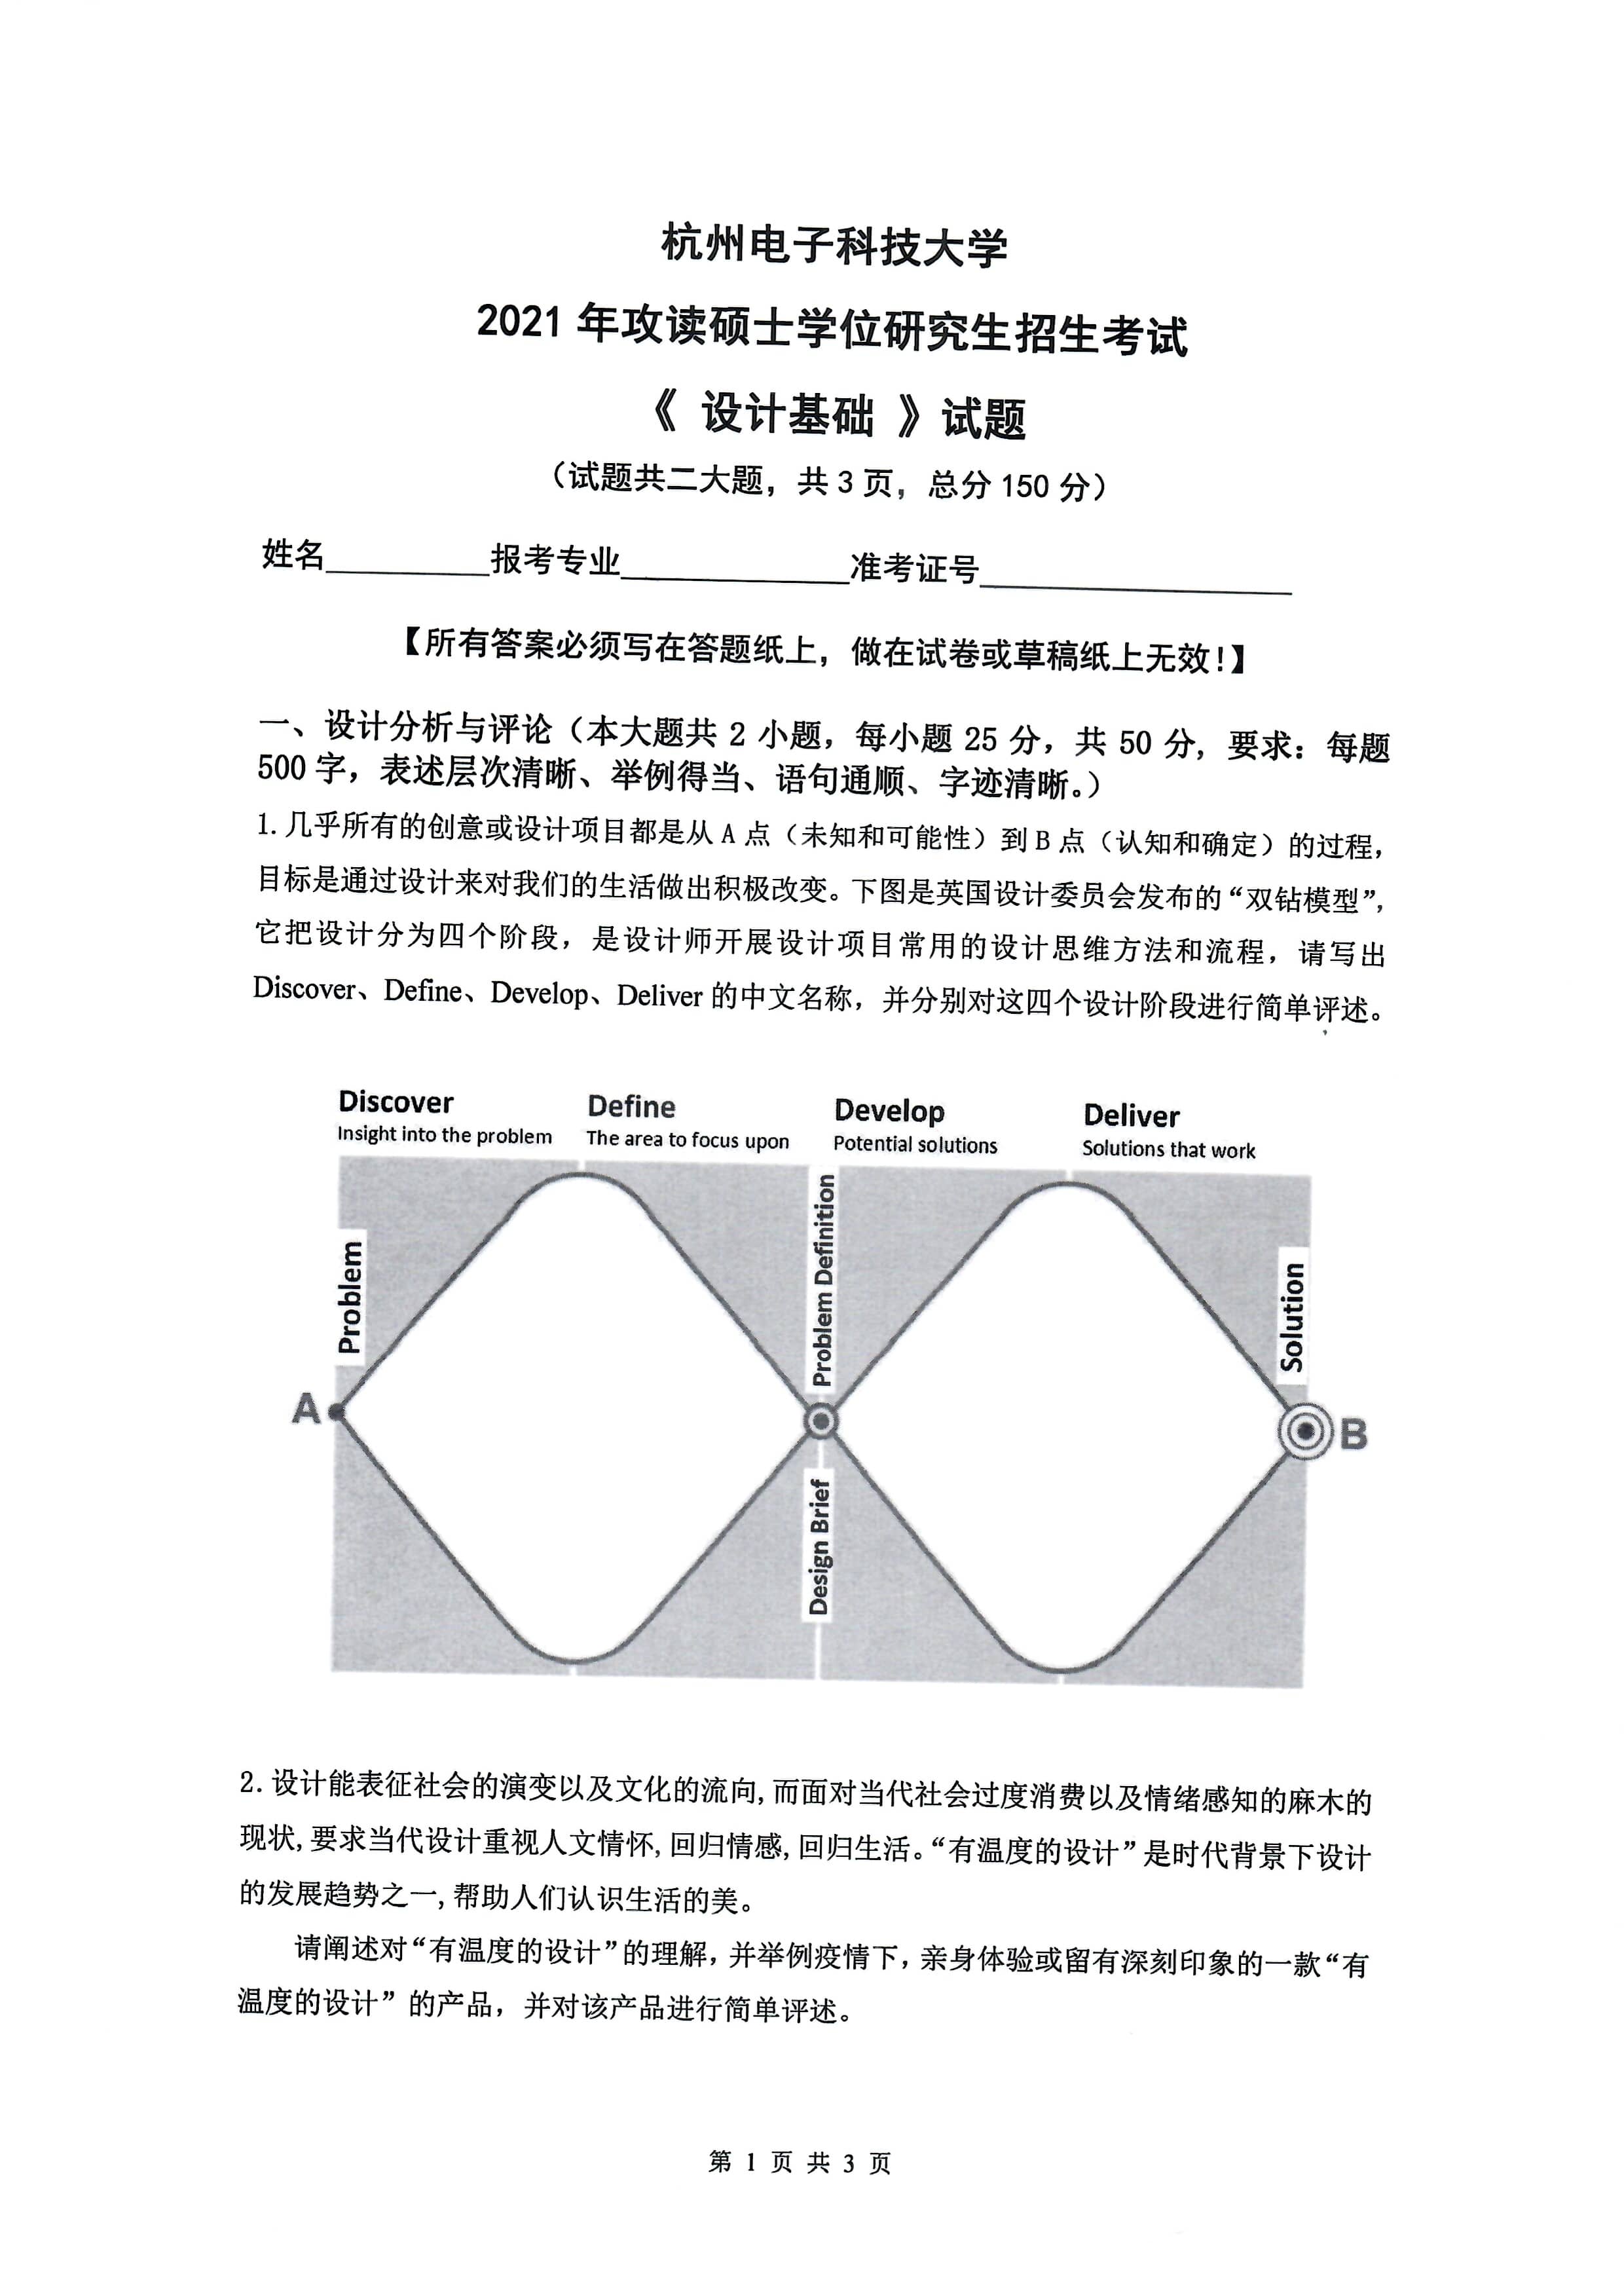 杭州电子科技大学
2021 年攻读硕士学位研究生招生考试
《 设计基础 》试题
（试题共二大题，共 3 页，总分 150 分）
姓名__________报考专业______________准考证号___________________
【所有答案必须写在答题纸上，做在试卷或草稿纸上无效！】
一、设计分析与评论（本大题共 2 小题，每小题 25 分，共 50 分, 要求：每题
500 字，表述层次清晰、举例得当、语句通顺、字迹清晰。）
1. 几乎所有的创意或设计项目都是从 A 点（未知和可能性）到 B 点（认知和确定）的过程，
目标是通过设计来对我们的生活做出积极改变。下图是英国设计委员会发布的“双钻模型”，
它把设计分为四个阶段，是设计师开展设计项目常用的设计思维方法和流程，请写出
Discover、Define、Develop、Deliver 的中文名称，并分别对这四个设计阶段进行简单评述。
Discover Define Develop Deliver
Insight into the problem The area to focus upon Potential solutions Solutions that work
Problem
Problem Definition
Solution
A
B
Design Brief
2. 设计能表征社会的演变以及文化的流向, 而面对当代社会过度消费以及情绪感知的麻木的
现状, 要求当代设计重视人文情怀, 回归情感, 回归生活。“有温度的设计”是时代背景下设计
的发展趋势之一, 帮助人们认识生活的美。
请阐述对“有温度的设计”的理解，并举例疫情下，亲身体验或留有深刻印象的一款“有
温度的设计” 的产品，并对该产品进行简单评述。
第 1 页 共 3 页